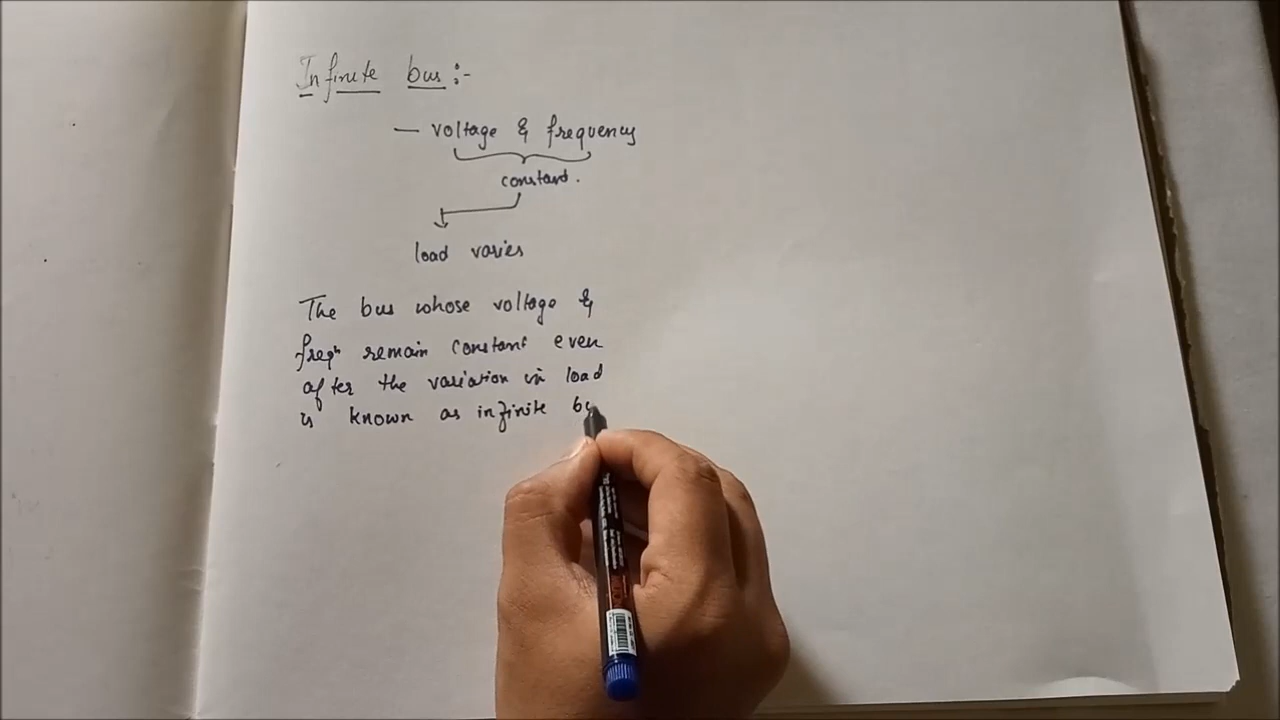 Infinite bus :-
— voltage & frequency
constant.
load varies
The bus whose voltage &
freqn remain constant even
after the variation in load
is known as infinite bu